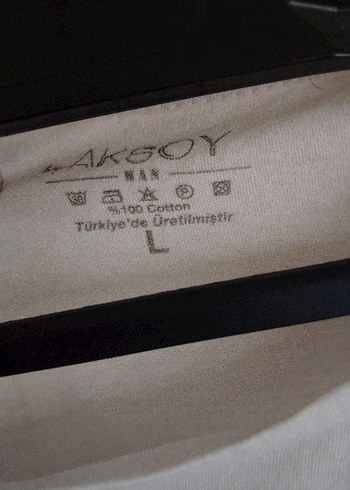 AKSOY
MAN
%100 Cotton
Türkiye'de Üretilmiştir
L